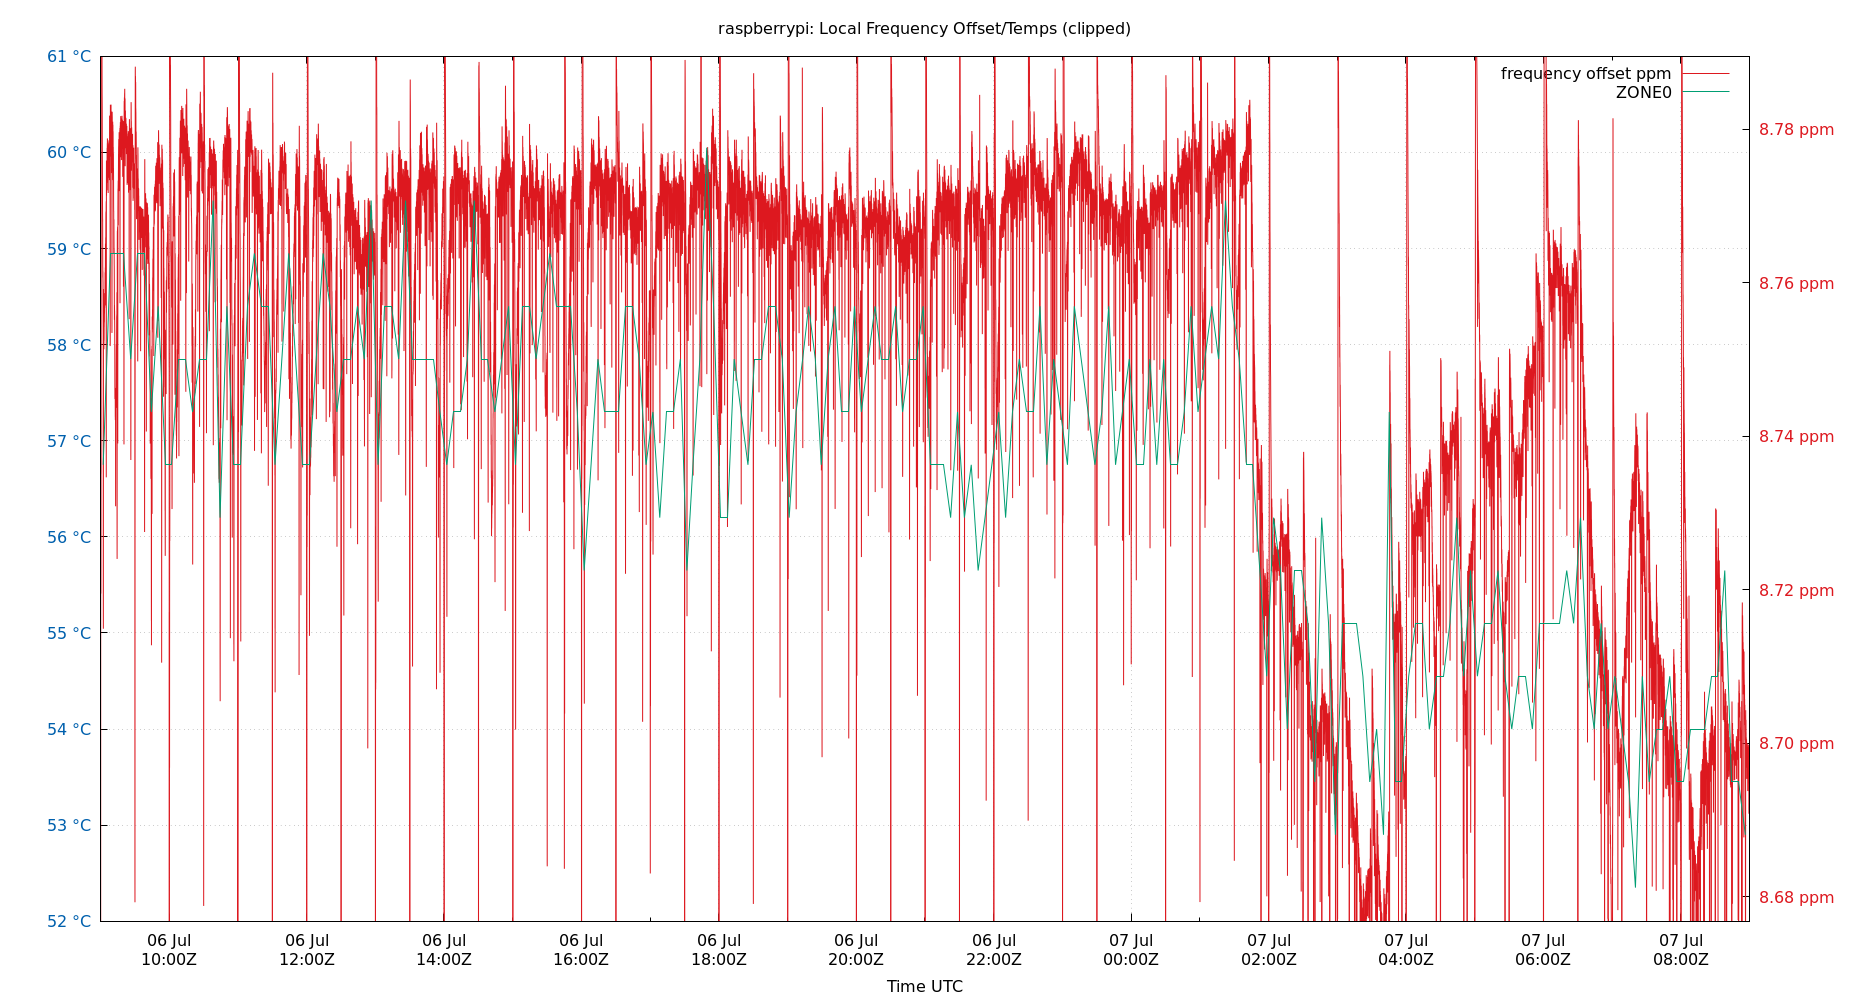 raspberrypi: Local Frequency Offset/Temps (clipped)
frequency offset ppm
ZONE0
61 °C
60 °C
59 °C
58 °C
57 °C
56 °C
55 °C
54 °C
53 °C
52 °C
8.78 ppm
8.76 ppm
8.74 ppm
8.72 ppm
8.70 ppm
8.68 ppm
06 Jul
10:00Z
06 Jul
12:00Z
06 Jul
14:00Z
06 Jul
16:00Z
06 Jul
18:00Z
06 Jul
20:00Z
06 Jul
22:00Z
07 Jul
00:00Z
07 Jul
02:00Z
07 Jul
04:00Z
07 Jul
06:00Z
07 Jul
08:00Z
Time UTC